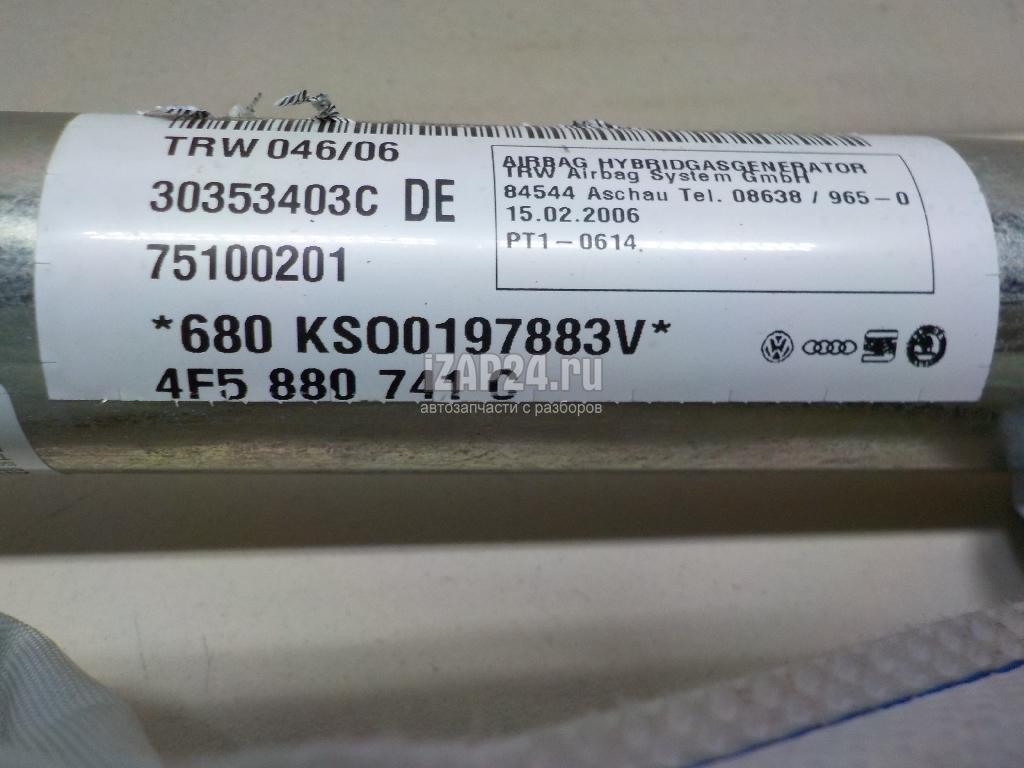 TRW 046/06
30353403C DE
75100201
AIRBAG HYBRIDGASGENERATOR
TRW Airbag System GmbH
84544 Aschau Tel. 08638 / 965-0
15.02.2006
PT1-0614
*680 KSO0197883V*
4F5 880 741 C
iZAP24.ru
автозапчасти с разборов